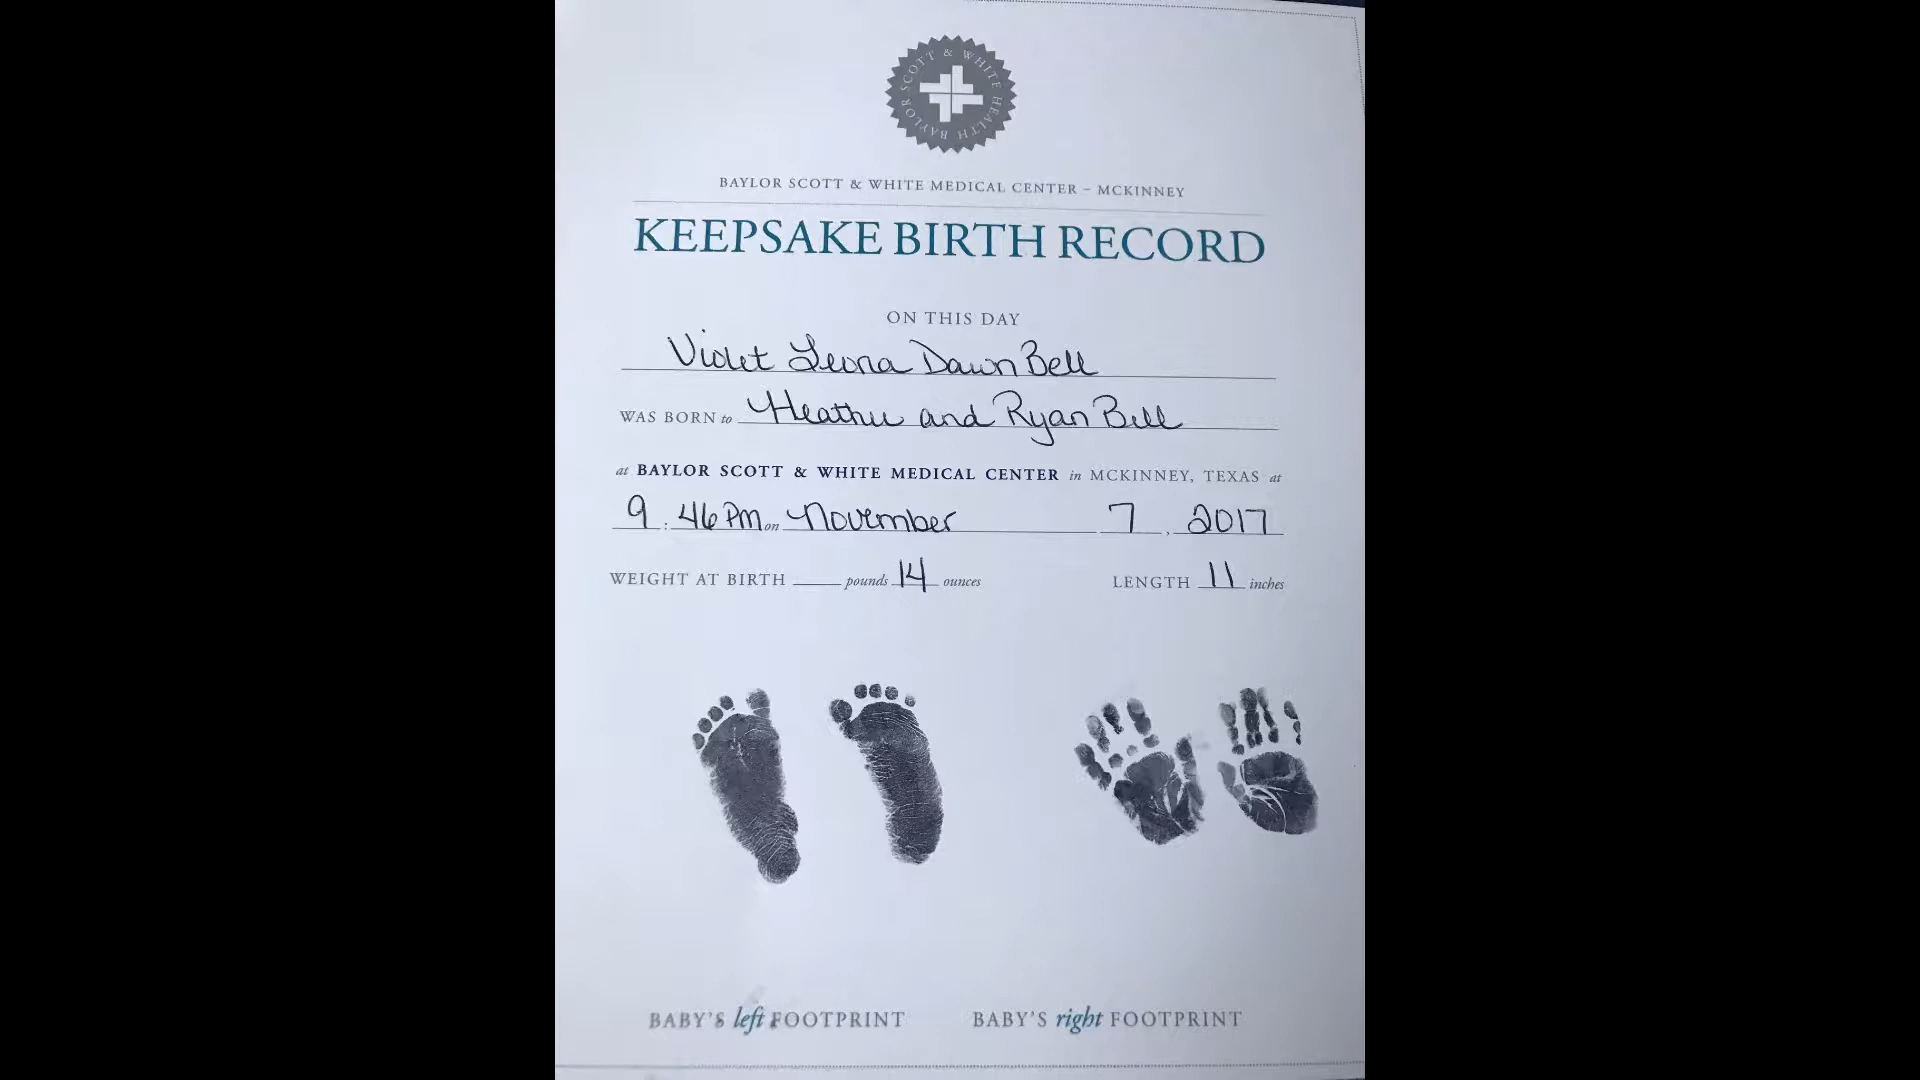 BAYLOR SCOTT & WHITE HEALTH
BAYLOR SCOTT & WHITE MEDICAL CENTER – MCKINNEY
KEEPSAKE BIRTH RECORD
ON THIS DAY
Violet Leona Dawn Bell
WAS BORN to Heather and Ryan Bell
at BAYLOR SCOTT & WHITE MEDICAL CENTER in MCKINNEY, TEXAS at
9 : 46 PM on November 7, 2017
WEIGHT AT BIRTH ____ pounds 14 ounces LENGTH 11 inches
BABY'S left FOOTPRINT BABY'S right FOOTPRINT